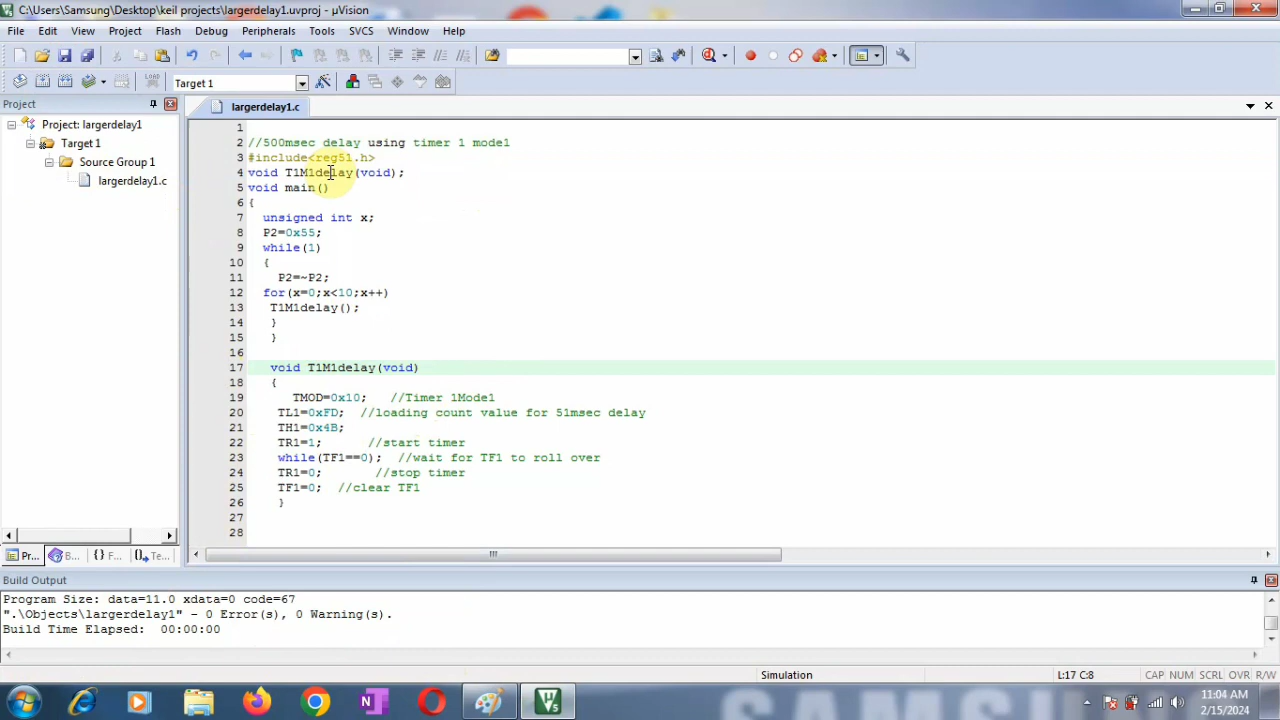 C:\Users\Samsung\Desktop\keil projects\largerdelay1.uvproj - µVision
File Edit View Project Flash Debug Peripherals Tools SVCS Window Help
LOAD Target 1
Project
largerdelay1.c
Project: largerdelay1
Target 1
Source Group 1
largerdelay1.c
1
2 //500msec delay using timer 1 mode1
3 #include<reg51.h>
4 void T1M1delay(void);
5 void main()
6 {
7 unsigned int x;
8 P2=0x55;
9 while(1)
10 {
11 P2=~P2;
12 for(x=0;x<10;x++)
13 T1M1delay();
14 }
15 }
16
17 void T1M1delay(void)
18 {
19 TMOD=0x10; //Timer 1Mode1
20 TL1=0xFD; //loading count value for 51msec delay
21 TH1=0x4B;
22 TR1=1; //start timer
23 while(TF1==0); //wait for TF1 to roll over
24 TR1=0; //stop timer
25 TF1=0; //clear TF1
26 }
27
28
Pr... B... {} F... Te...
Build Output
Program Size: data=11.0 xdata=0 code=67
".\Objects\largerdelay1" - 0 Error(s), 0 Warning(s).
Build Time Elapsed: 00:00:00
Simulation L:17 C:8 CAP NUM SCRL OVR R/W
11:04 AM
2/15/2024
SAMSU